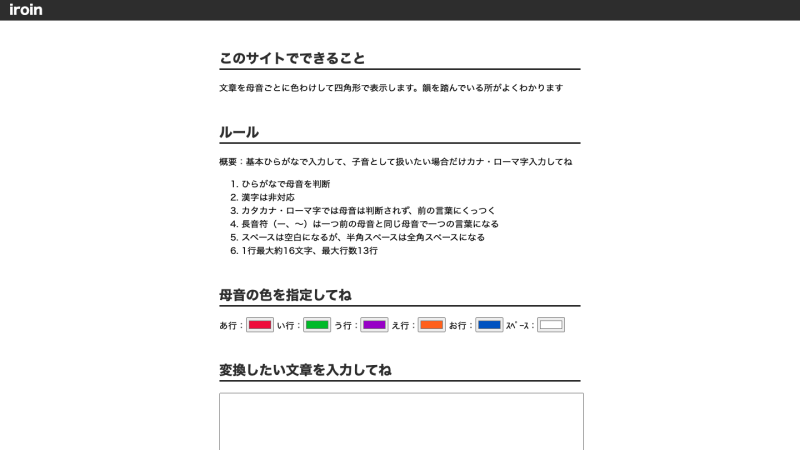 iroin
このサイトでできること
文章を母音ごとに色わけして四角形で表示します。韻を踏んでいる所がよくわかります
ルール
概要：基本ひらがなで入力して、子音として扱いたい場合だけカナ・ローマ字入力してね
1. ひらがなで母音を判断
2. 漢字は非対応
3. カタカナ・ローマ字では母音は判断されず、前の言葉にくっつく
4. 長音符（ー、〜）は一つ前の母音と同じ母音で一つの言葉になる
5. スペースは空白になるが、半角スペースは全角スペースになる
6. 1行最大約16文字、最大行数13行
母音の色を指定してね
あ行： い行： う行： え行： お行： ｽﾍﾟｰｽ：
変換したい文章を入力してね